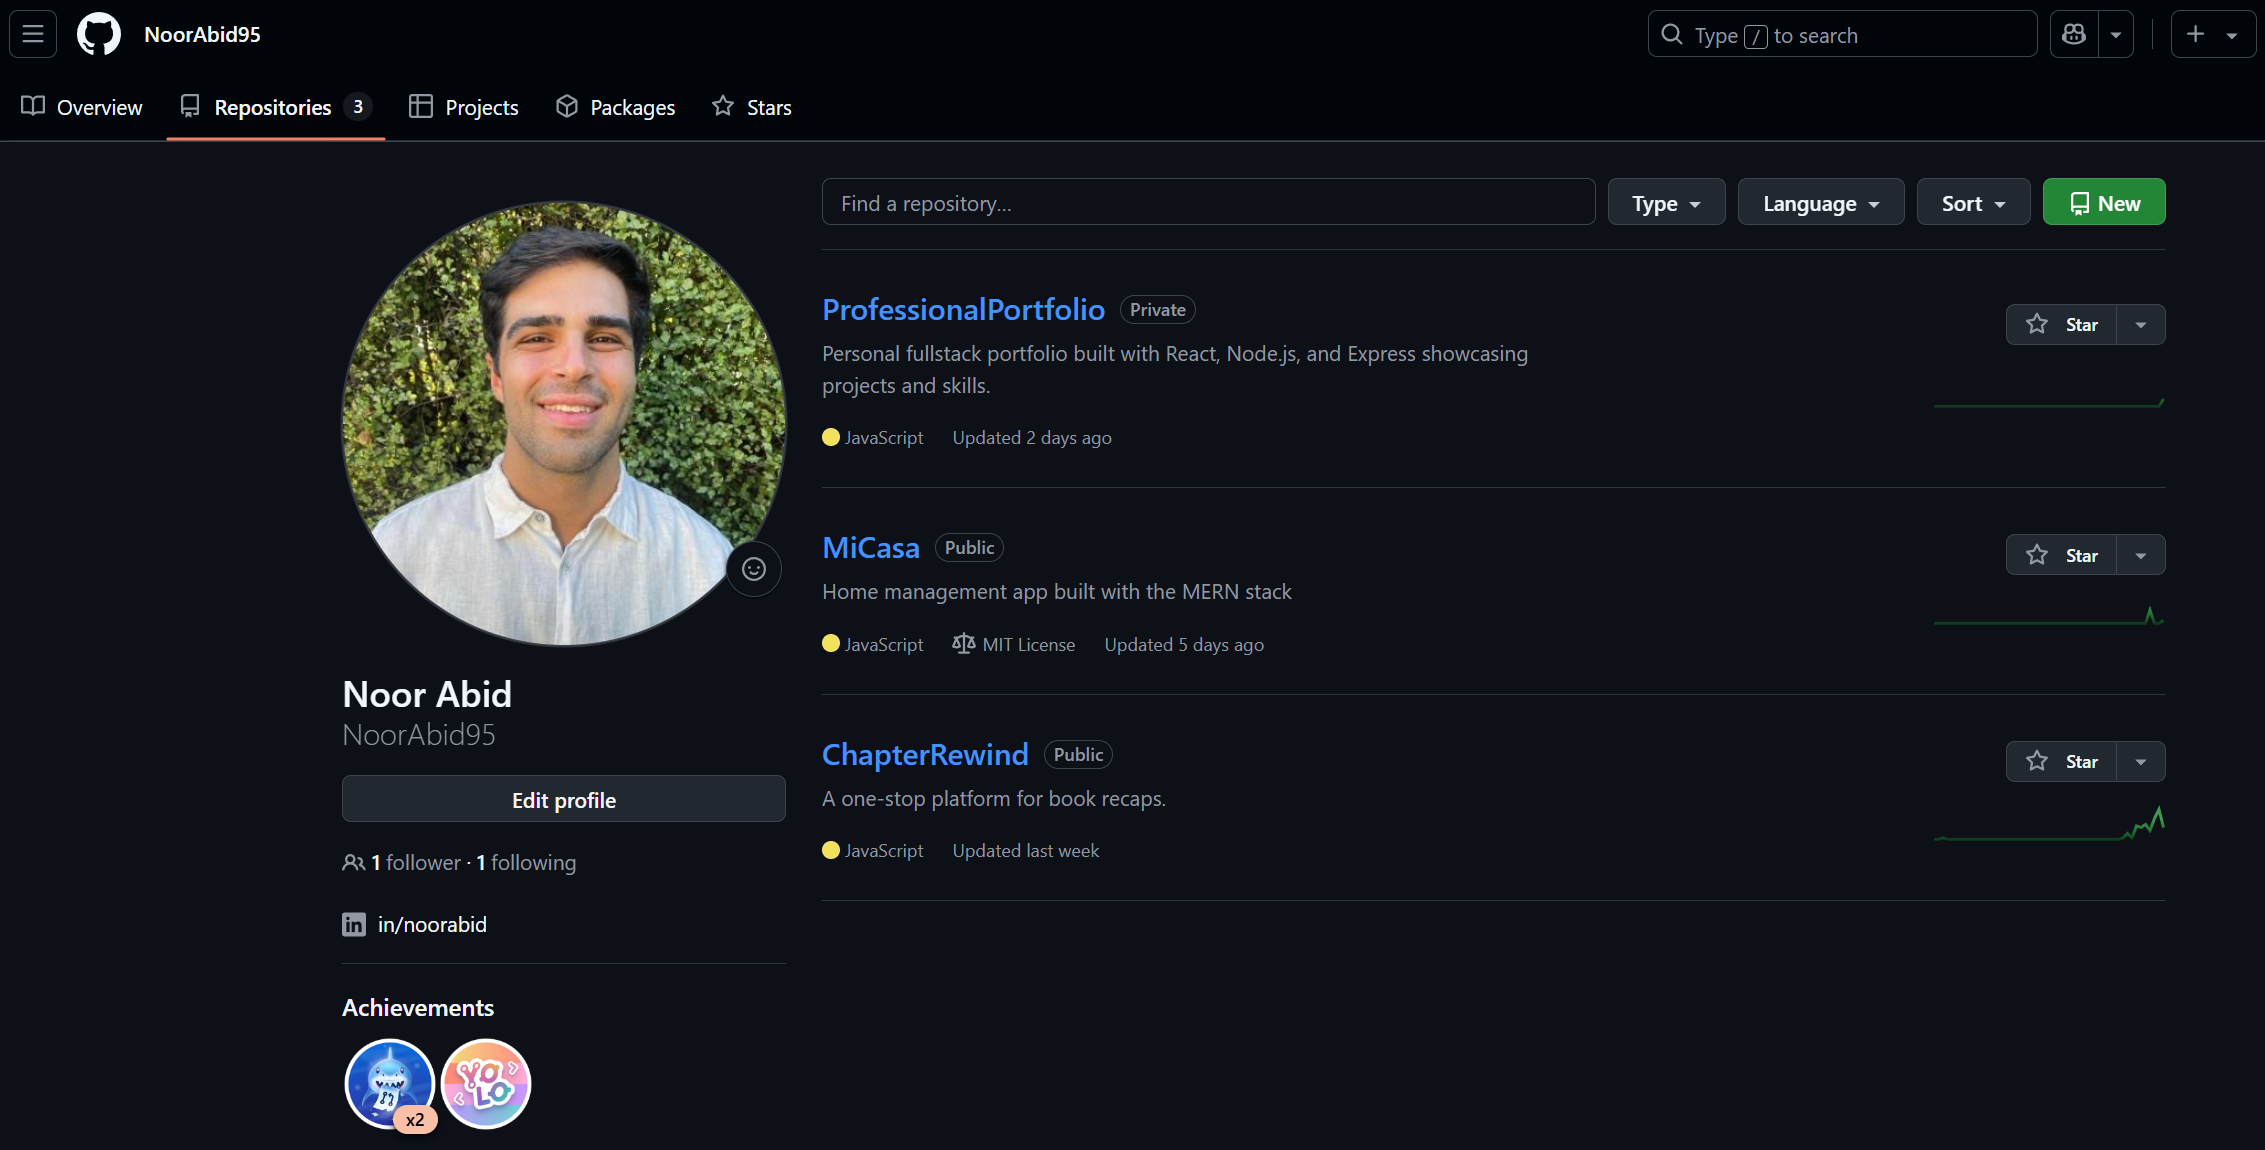 NoorAbid95
Type / to search
Overview
Repositories 3
Projects
Packages
Stars
Find a repository...
Type
Language
Sort
New
ProfessionalPortfolio Private
Star
Personal fullstack portfolio built with React, Node.js, and Express showcasing
projects and skills.
JavaScript Updated 2 days ago
MiCasa Public
Star
Home management app built with the MERN stack
JavaScript MIT License Updated 5 days ago
ChapterRewind Public
Star
A one-stop platform for book recaps.
JavaScript Updated last week
Noor Abid
NoorAbid95
Edit profile
1 follower · 1 following
in in/noorabid
Achievements
x2
YOLO